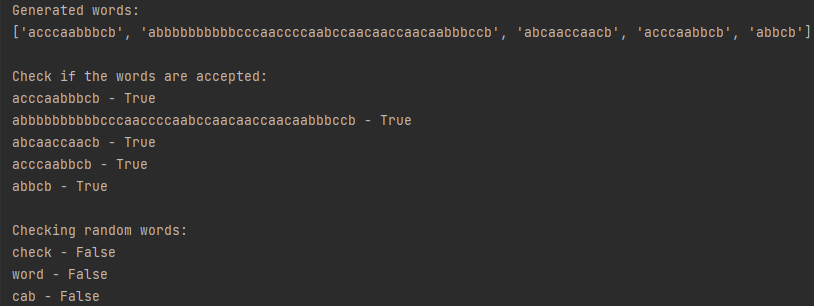 Generated words:
['acccaabbbcb', 'abbbbbbbbbbcccaaccccaabccaacaaccaacaabbbccb', 'abcaaccaacb', 'acccaabbcb', 'abbcb']
Check if the words are accepted:
acccaabbbcb - True
abbbbbbbbbbcccaaccccaabccaacaaccaacaabbbccb - True
abcaaccaacb - True
acccaabbcb - True
abbcb - True
Checking random words:
check - False
word - False
cab - False